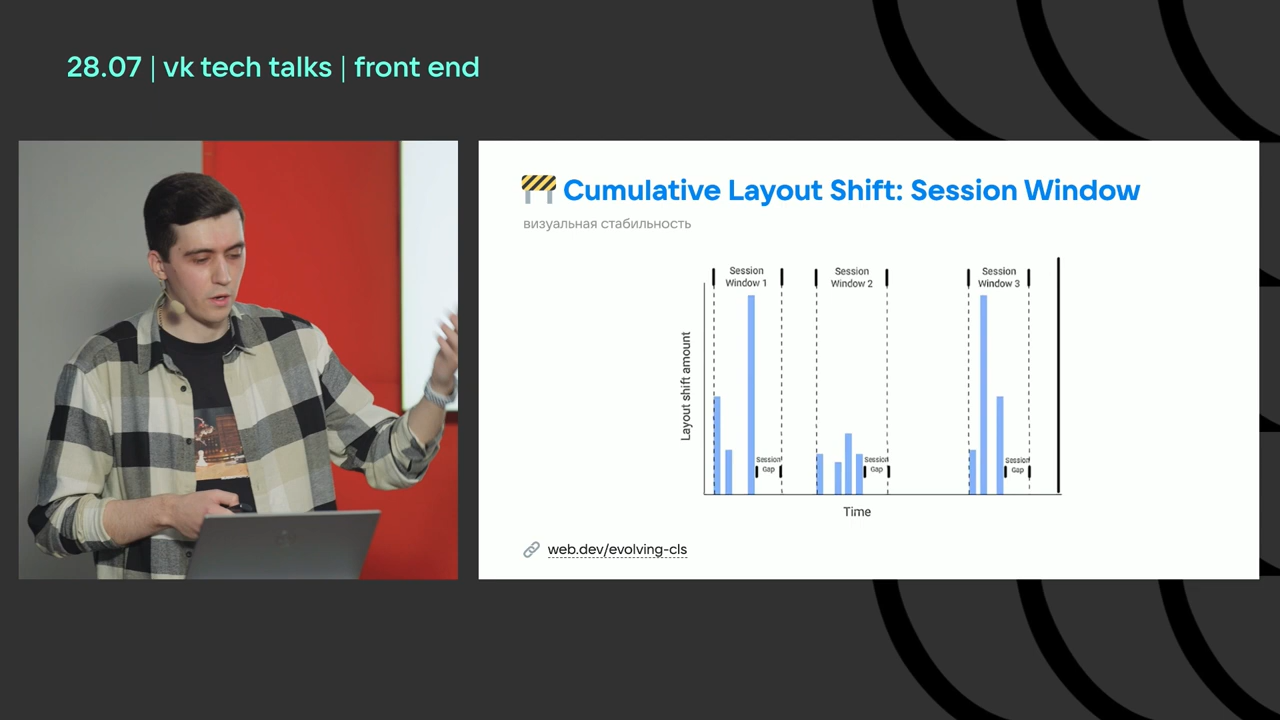 28.07 | vk tech talks | front end
🚧 Cumulative Layout Shift: Session Window
визуальная стабильность
Session
Window 1
Session
Window 2
Session
Window 3
Layout shift amount
Session
Gap
Session
Gap
Session
Gap
Time
web.dev/evolving-cls